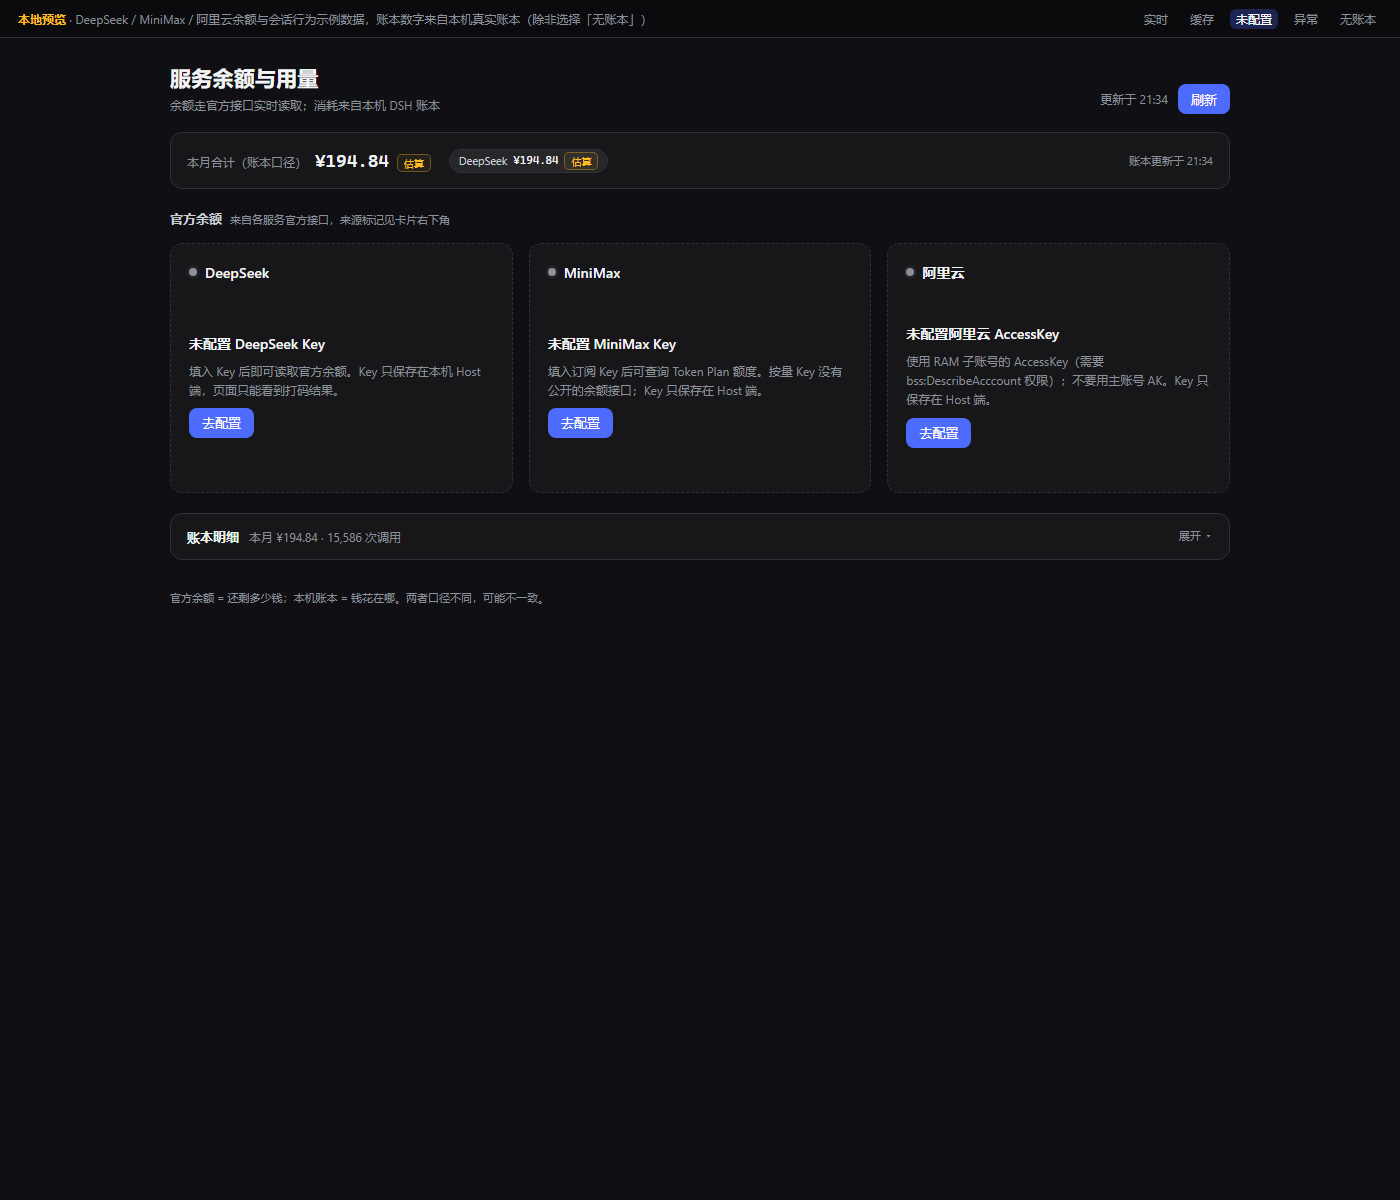 本地预览 · DeepSeek / MiniMax / 阿里云余额与会话行为示例数据，账本数字来自本机真实账本（除非选择「无账本」）
实时 缓存 未配置 异常 无账本
服务余额与用量
余额走官方接口实时读取；消耗来自本机 DSH 账本
更新于 21:34 刷新
本月合计（账本口径） ¥194.84 估算 DeepSeek ¥194.84 估算 账本更新于 21:34
官方余额 来自各服务官方接口，来源标记见卡片右下角
DeepSeek
未配置 DeepSeek Key
填入 Key 后即可读取官方余额。Key 只保存在本机 Host
端，页面只能看到打码结果。
去配置
MiniMax
未配置 MiniMax Key
填入订阅 Key 后可查询 Token Plan 额度。按量 Key 没有
公开的余额接口；Key 只保存在 Host 端。
去配置
阿里云
未配置阿里云 AccessKey
使用 RAM 子账号的 AccessKey（需要
bss:DescribeAcccount 权限）；不要用主账号 AK。Key 只
保存在 Host 端。
去配置
账本明细 本月 ¥194.84 · 15,586 次调用 展开
官方余额 = 还剩多少钱；本机账本 = 钱花在哪。两者口径不同，可能不一致。